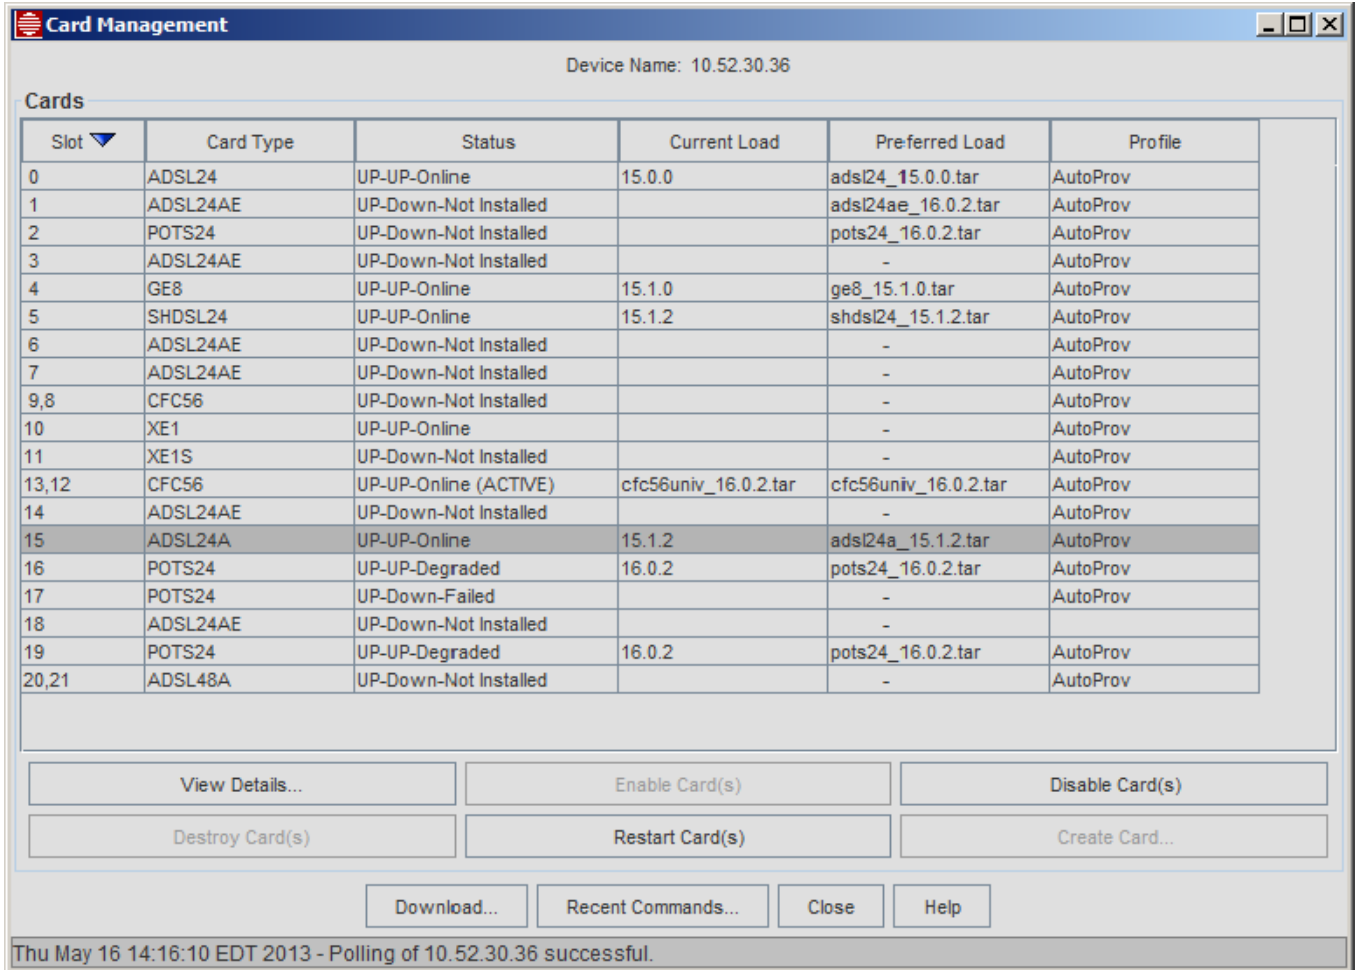 Card Management
Device Name: 10.52.30.36
Cards
Slot Card Type Status Current Load Preferred Load Profile
0 ADSL24 UP-UP-Online 15.0.0 adsl24_15.0.0.tar AutoProv
1 ADSL24AE UP-Down-Not Installed adsl24ae_16.0.2.tar AutoProv
2 POTS24 UP-Down-Not Installed pots24_16.0.2.tar AutoProv
3 ADSL24AE UP-Down-Not Installed - AutoProv
4 GE8 UP-UP-Online 15.1.0 ge8_15.1.0.tar AutoProv
5 SHDSL24 UP-UP-Online 15.1.2 shdsl24_15.1.2.tar AutoProv
6 ADSL24AE UP-Down-Not Installed - AutoProv
7 ADSL24AE UP-Down-Not Installed - AutoProv
9,8 CFC56 UP-Down-Not Installed - AutoProv
10 XE1 UP-UP-Online - AutoProv
11 XE1S UP-Down-Not Installed - AutoProv
13,12 CFC56 UP-UP-Online (ACTIVE) cfc56univ_16.0.2.tar cfc56univ_16.0.2.tar AutoProv
14 ADSL24AE UP-Down-Not Installed - AutoProv
15 ADSL24A UP-UP-Online 15.1.2 adsl24a_15.1.2.tar AutoProv
16 POTS24 UP-UP-Degraded 16.0.2 pots24_16.0.2.tar AutoProv
17 POTS24 UP-Down-Failed - AutoProv
18 ADSL24AE UP-Down-Not Installed -
19 POTS24 UP-UP-Degraded 16.0.2 pots24_16.0.2.tar AutoProv
20,21 ADSL48A UP-Down-Not Installed - AutoProv
View Details... Enable Card(s) Disable Card(s)
Destroy Card(s) Restart Card(s) Create Card...
Download... Recent Commands... Close Help
Thu May 16 14:16:10 EDT 2013 - Polling of 10.52.30.36 successful.